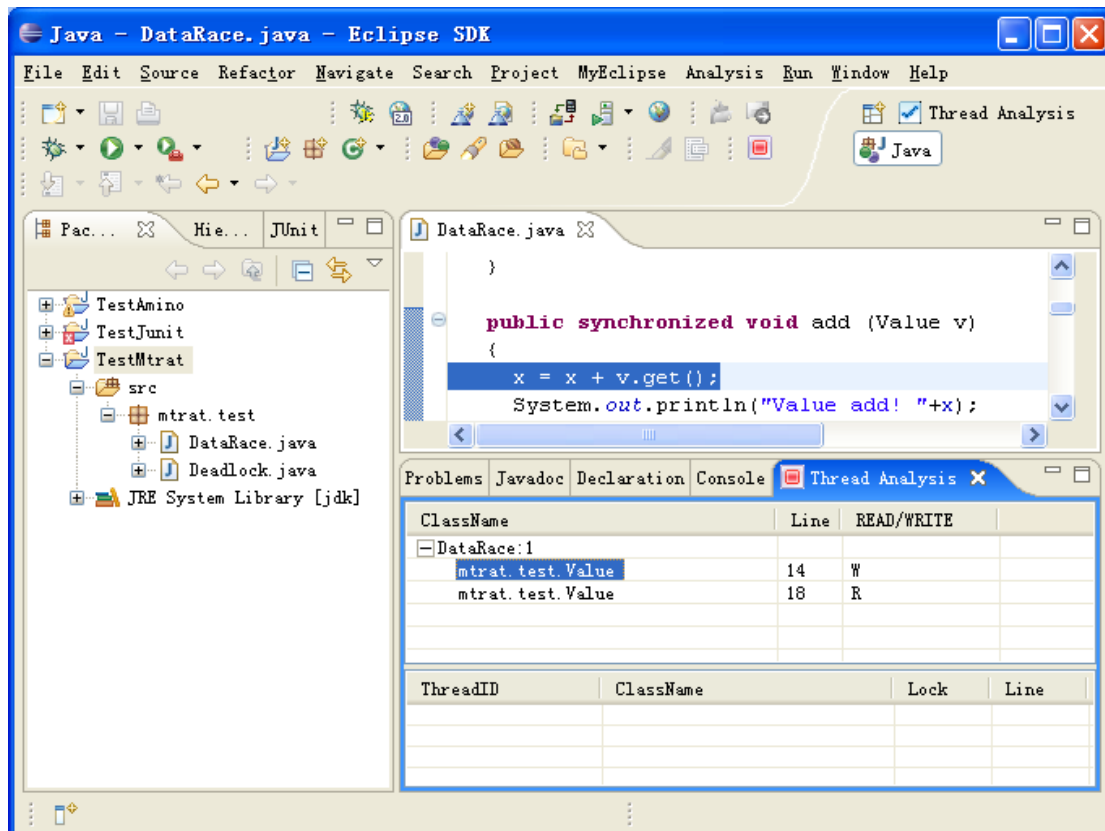 Java - DataRace.java - Eclipse SDK
File Edit Source Refactor Navigate Search Project MyEclipse Analysis Run Window Help
2.0
Thread Analysis
Java
Pac... Hie... JUnit
TestAmino
TestJunit
TestMtrat
src
mtrat.test
DataRace.java
Deadlock.java
JRE System Library [jdk]
DataRace.java
}
public synchronized void add (Value v)
{
x = x + v.get();
System.out.println("Value add! "+x);
Problems Javadoc Declaration Console Thread Analysis
ClassName Line READ/WRITE
DataRace:1
mtrat.test.Value 14 W
mtrat.test.Value 18 R
ThreadID ClassName Lock Line